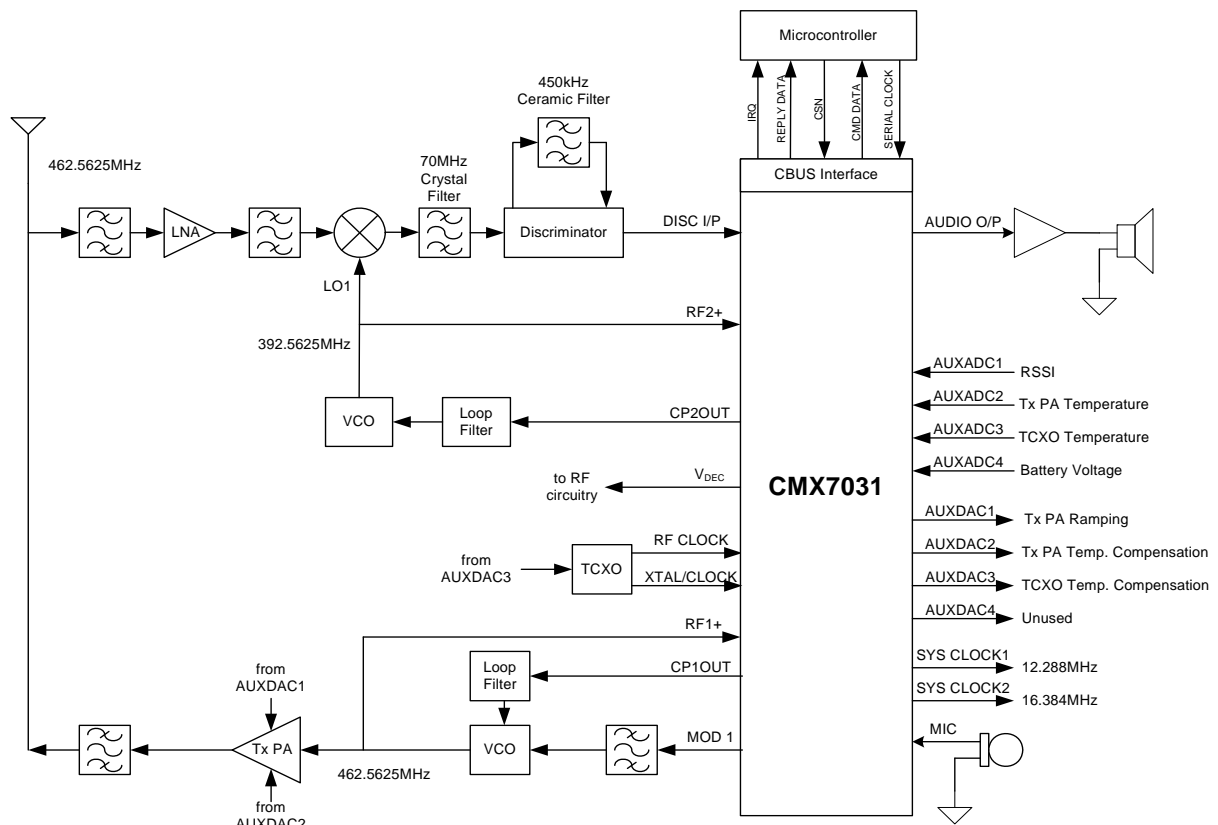 Microcontroller
IRQ
REPLY DATA
CSN
CMD DATA
SERIAL CLOCK
CBUS Interface
450kHz
Ceramic Filter
462.5625MHz
70MHz
Crystal
Filter
LNA
Discriminator
DISC I/P
AUDIO O/P
LO1
RF2+
392.5625MHz
VCO
Loop
Filter
CP2OUT
AUXADC1
RSSI
AUXADC2
Tx PA Temperature
AUXADC3
TCXO Temperature
AUXADC4
Battery Voltage
CMX7031
to RF
circuitry
VDEC
AUXDAC1
Tx PA Ramping
AUXDAC2
Tx PA Temp. Compensation
AUXDAC3
TCXO Temp. Compensation
AUXDAC4
Unused
from
AUXDAC3
TCXO
RF CLOCK
XTAL/CLOCK
RF1+
CP1OUT
SYS CLOCK1
12.288MHz
SYS CLOCK2
16.384MHz
MIC
Loop
Filter
from
AUXDAC1
Tx PA
462.5625MHz
VCO
MOD 1
from
AUXDAC2